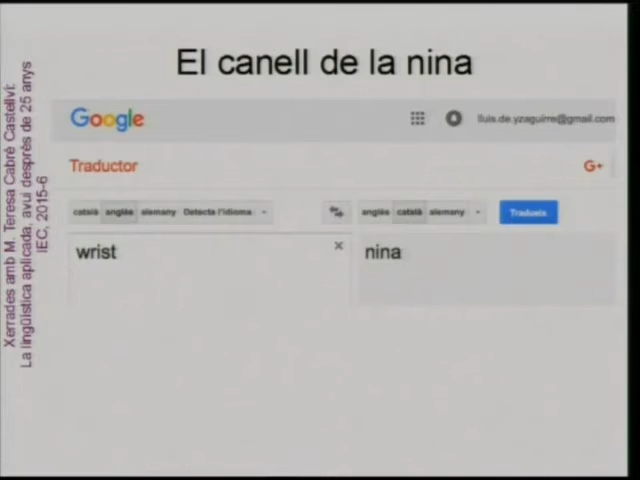 El canell de la nina
Xerrades amb M. Teresa Cabré Castellví:
La lingüística aplicada, avui després de 25 anys
IEC, 2015-6
Google
lluis.de.yzaguirre@gmail.com
Traductor
G+
català anglès alemany Detecta l'idioma
anglès català alemany
Tradueix
wrist
nina